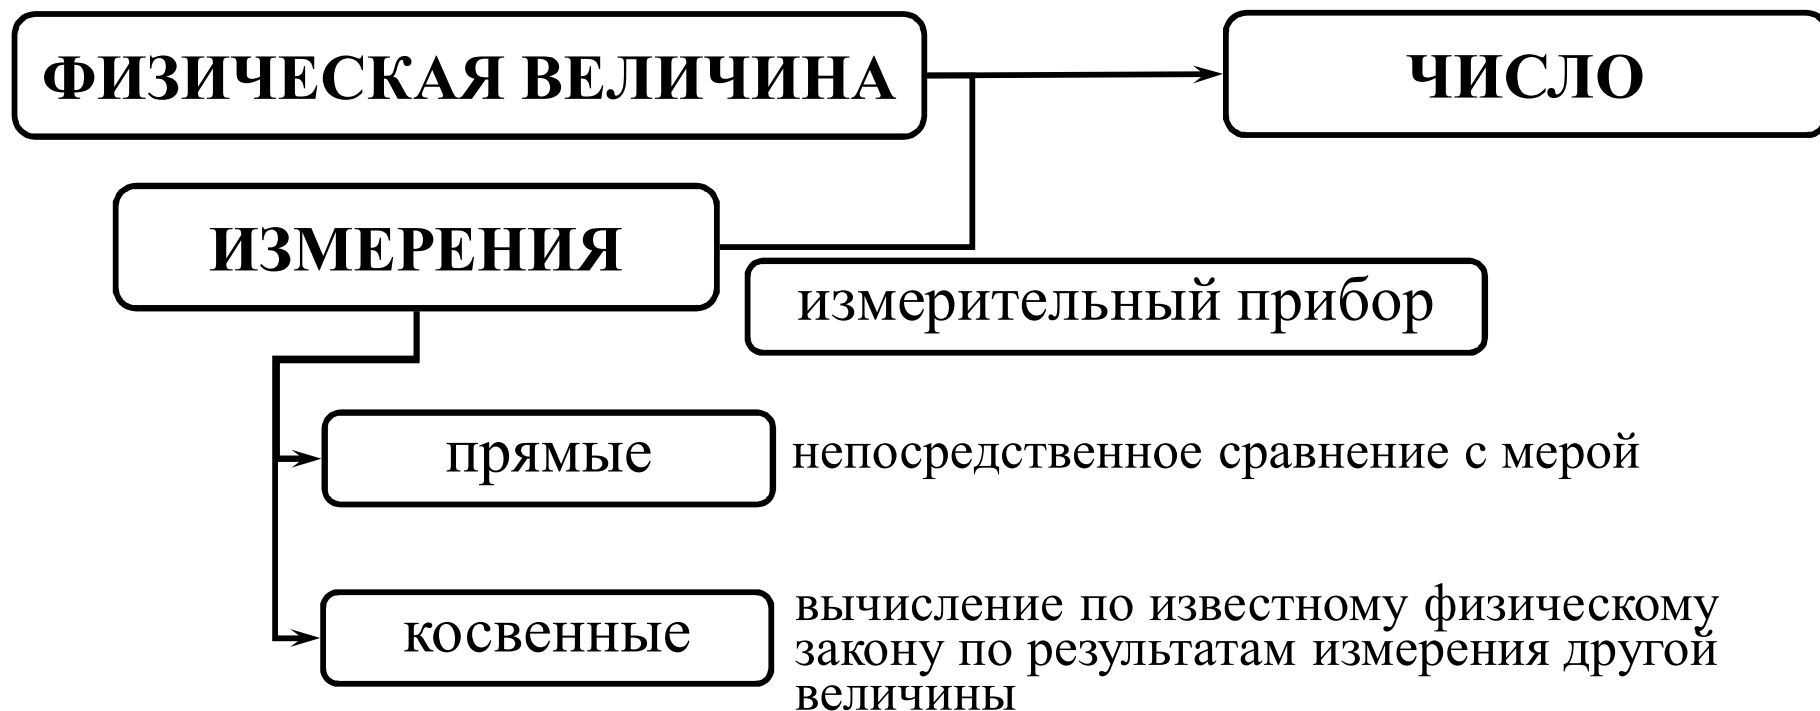 ФИЗИЧЕСКАЯ ВЕЛИЧИНА
ЧИСЛО
ИЗМЕРЕНИЯ
измерительный прибор
прямые
непосредственное сравнение с мерой
косвенные
вычисление по известному физическому
закону по результатам измерения другой
величины